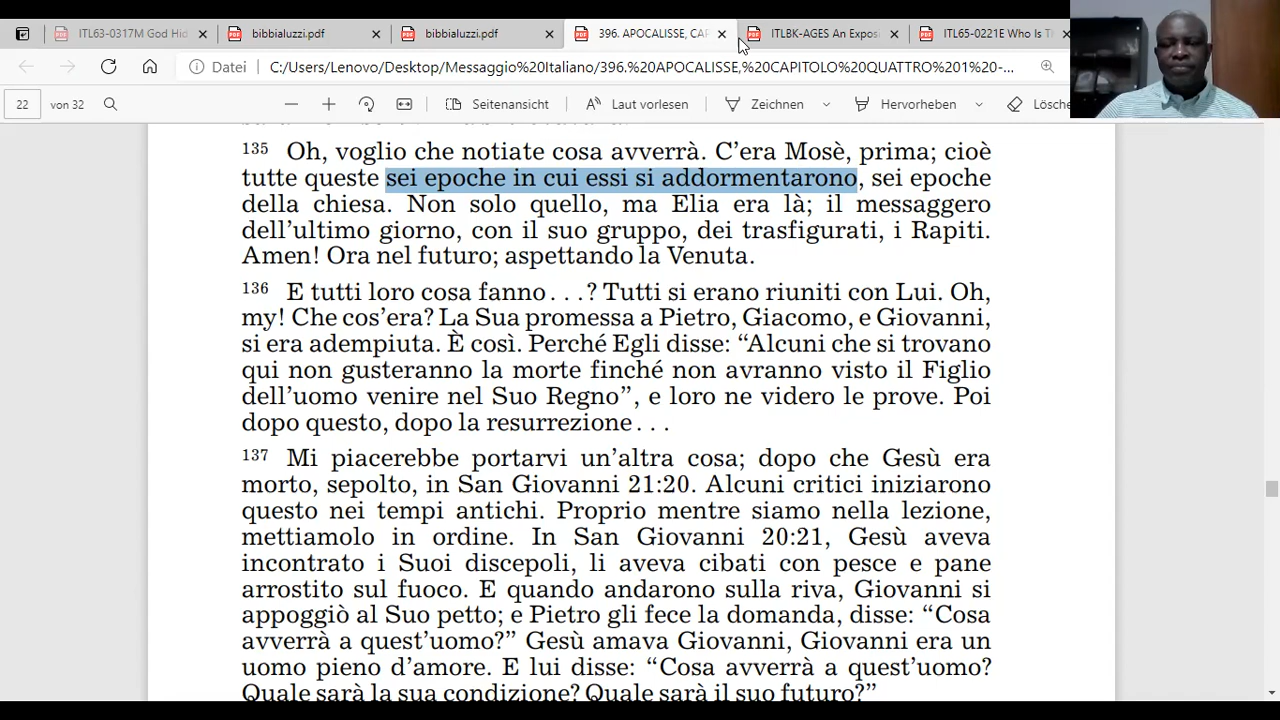 ITL63-0317M God Hid
bibbialuzzi.pdf
bibbialuzzi.pdf
396. APOCALISSE, CAP
ITLBK-AGES An Expos
ITL65-0221E Who Is T
Datei C:/Users/Lenovo/Desktop/Messaggio%20Italiano/396.%20APOCALISSE,%20CAPITOLO%20QUATTRO%201%20-...
22 von 32 Seitenansicht Laut vorlesen Zeichnen Hervorheben Lösche
135 Oh, voglio che notiate cosa avverrà. C’era Mosè, prima; cioè
tutte queste sei epoche in cui essi si addormentarono, sei epoche
della chiesa. Non solo quello, ma Elia era là; il messaggero
dell’ultimo giorno, con il suo gruppo, dei trasfigurati, i Rapiti.
Amen! Ora nel futuro; aspettando la Venuta.
136 E tutti loro cosa fanno . . .? Tutti si erano riuniti con Lui. Oh,
my! Che cos’era? La Sua promessa a Pietro, Giacomo, e Giovanni,
si era adempiuta. È così. Perché Egli disse: “Alcuni che si trovano
qui non gusteranno la morte finché non avranno visto il Figlio
dell’uomo venire nel Suo Regno”, e loro ne videro le prove. Poi
dopo questo, dopo la resurrezione . . .
137 Mi piacerebbe portarvi un’altra cosa; dopo che Gesù era
morto, sepolto, in San Giovanni 21:20. Alcuni critici iniziarono
questo nei tempi antichi. Proprio mentre siamo nella lezione,
mettiamolo in ordine. In San Giovanni 20:21, Gesù aveva
incontrato i Suoi discepoli, li aveva cibati con pesce e pane
arrostito sul fuoco. E quando andarono sulla riva, Giovanni si
appoggiò al Suo petto; e Pietro gli fece la domanda, disse: “Cosa
avverrà a quest’uomo?” Gesù amava Giovanni, Giovanni era un
uomo pieno d’amore. E lui disse: “Cosa avverrà a quest’uomo?
Quale sarà la sua condizione? Quale sarà il suo futuro?”